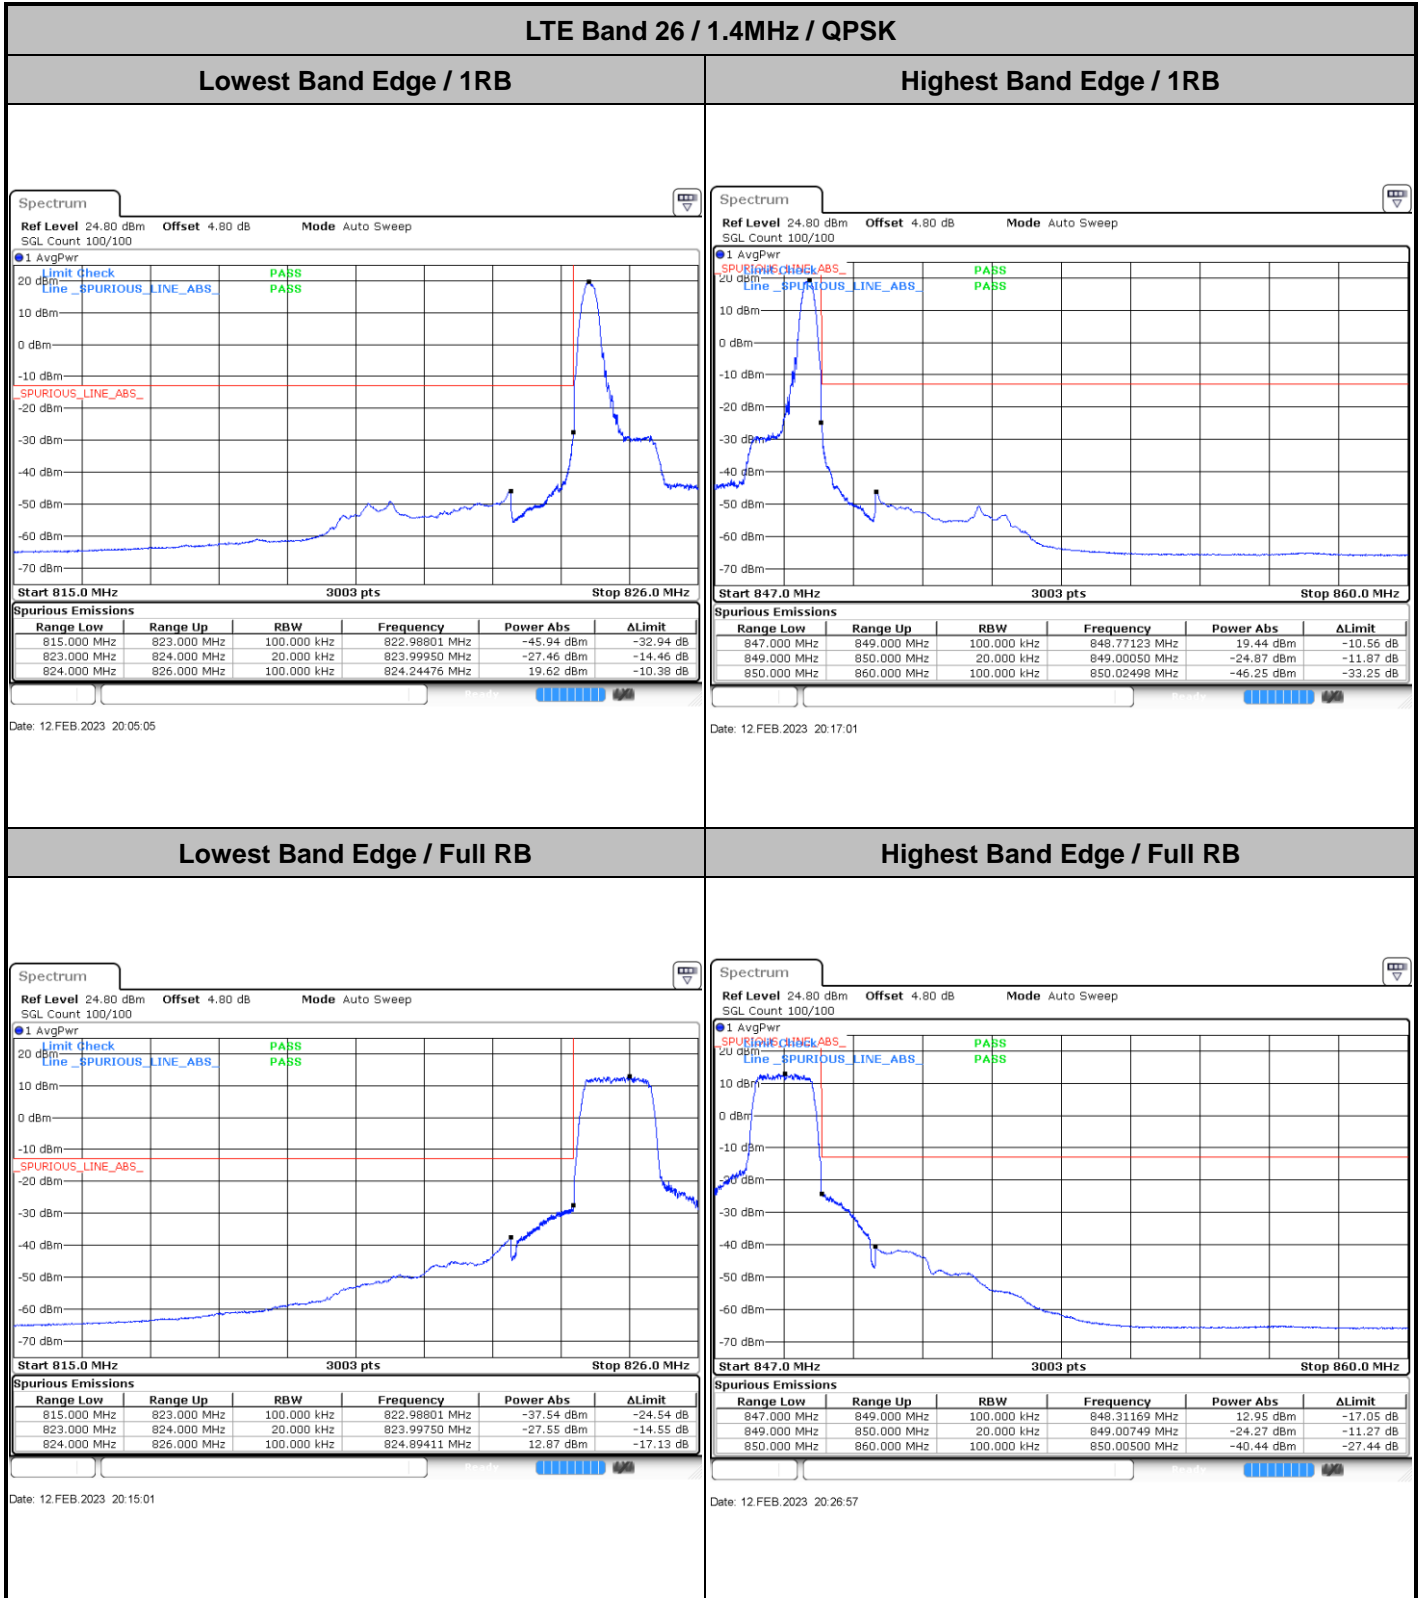 LTE Band 26 / 1.4MHz / QPSK
Lowest Band Edge / 1RB
Highest Band Edge / 1RB
Spectrum
Ref Level 24.80 dBm Offset 4.80 dB Mode Auto Sweep
SGL Count 100/100
1 AvgPwr
Limit Check PASS
20 dBm
Line _SPURIOUS_LINE_ABS_ PASS
10 dBm
0 dBm
-10 dBm
_SPURIOUS_LINE_ABS_
-20 dBm
-30 dBm
-40 dBm
-50 dBm
-60 dBm
-70 dBm
Start 815.0 MHz 3003 pts Stop 826.0 MHz
Spurious Emissions
Range Low Range Up RBW Frequency Power Abs ΔLimit
815.000 MHz 823.000 MHz 100.000 kHz 822.98801 MHz -45.94 dBm -32.94 dB
823.000 MHz 824.000 MHz 20.000 kHz 823.99950 MHz -27.46 dBm -14.46 dB
824.000 MHz 826.000 MHz 100.000 kHz 824.24476 MHz 19.62 dBm -10.38 dB
Ready
Date: 12.FEB.2023 20:05:05
Spectrum
Ref Level 24.80 dBm Offset 4.80 dB Mode Auto Sweep
SGL Count 100/100
1 AvgPwr
_SPURIOUS_LINE_ABS_
Limit Check PASS
20 dBm
Line _SPURIOUS_LINE_ABS_ PASS
10 dBm
0 dBm
-10 dBm
-20 dBm
-30 dBm
-40 dBm
-50 dBm
-60 dBm
-70 dBm
Start 847.0 MHz 3003 pts Stop 860.0 MHz
Spurious Emissions
Range Low Range Up RBW Frequency Power Abs ΔLimit
847.000 MHz 849.000 MHz 100.000 kHz 848.77123 MHz 19.44 dBm -10.56 dB
849.000 MHz 850.000 MHz 20.000 kHz 849.00050 MHz -24.87 dBm -11.87 dB
850.000 MHz 860.000 MHz 100.000 kHz 850.02498 MHz -46.25 dBm -33.25 dB
Ready
Date: 12.FEB.2023 20:17:01
Lowest Band Edge / Full RB
Highest Band Edge / Full RB
Spectrum
Ref Level 24.80 dBm Offset 4.80 dB Mode Auto Sweep
SGL Count 100/100
1 AvgPwr
Limit Check PASS
20 dBm
Line _SPURIOUS_LINE_ABS_ PASS
10 dBm
0 dBm
-10 dBm
_SPURIOUS_LINE_ABS_
-20 dBm
-30 dBm
-40 dBm
-50 dBm
-60 dBm
-70 dBm
Start 815.0 MHz 3003 pts Stop 826.0 MHz
Spurious Emissions
Range Low Range Up RBW Frequency Power Abs ΔLimit
815.000 MHz 823.000 MHz 100.000 kHz 822.98801 MHz -37.54 dBm -24.54 dB
823.000 MHz 824.000 MHz 20.000 kHz 823.99750 MHz -27.55 dBm -14.55 dB
824.000 MHz 826.000 MHz 100.000 kHz 824.89411 MHz 12.87 dBm -17.13 dB
Ready
Date: 12.FEB.2023 20:15:01
Spectrum
Ref Level 24.80 dBm Offset 4.80 dB Mode Auto Sweep
SGL Count 100/100
1 AvgPwr
_SPURIOUS_LINE_ABS_
Limit Check PASS
20 dBm
Line _SPURIOUS_LINE_ABS_ PASS
10 dBm
0 dBm
-10 dBm
-20 dBm
-30 dBm
-40 dBm
-50 dBm
-60 dBm
-70 dBm
Start 847.0 MHz 3003 pts Stop 860.0 MHz
Spurious Emissions
Range Low Range Up RBW Frequency Power Abs ΔLimit
847.000 MHz 849.000 MHz 100.000 kHz 848.31169 MHz 12.95 dBm -17.05 dB
849.000 MHz 850.000 MHz 20.000 kHz 849.00749 MHz -24.27 dBm -11.27 dB
850.000 MHz 860.000 MHz 100.000 kHz 850.00500 MHz -40.44 dBm -27.44 dB
Ready
Date: 12.FEB.2023 20:26:57